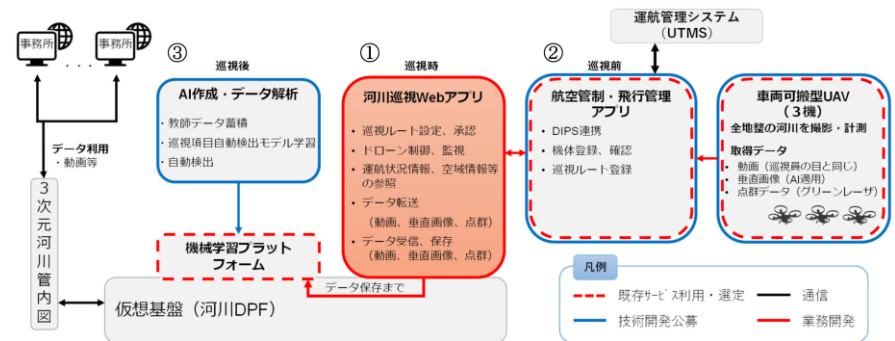 運航管理システム
(UTMS)
事務所
・・・
事務所
③
巡視後
①
巡視時
②
巡視前
AI作成・データ解析
・教師データ蓄積
・巡視項目自動検出モデル学習
・自動検出
河川巡視Webアプリ
• 巡視ルート設定、承認
• ドローン制御、監視
• 運航状況情報、空域情報等
の参照
• データ転送
(動画、垂直画像、点群)
• データ受信、保存
(動画、垂直画像、点群)
航空管制・飛行管理
アプリ
• DIPS連携
• 機体登録、確認
• 巡視ルート登録
車両可搬型UAV
(3機)
全地整の河川を撮影・計測
取得データ
• 動画(巡視員の目と同じ)
• 垂直画像(AI適用)
• 点群データ(グリーンレーザ)
データ利用
・動画等
3次元河川管内図
機械学習プラット
フォーム
データ保存まで
仮想基盤(河川DPF)
凡例
既存サービス利用・選定
通信
技術開発公募
業務開発